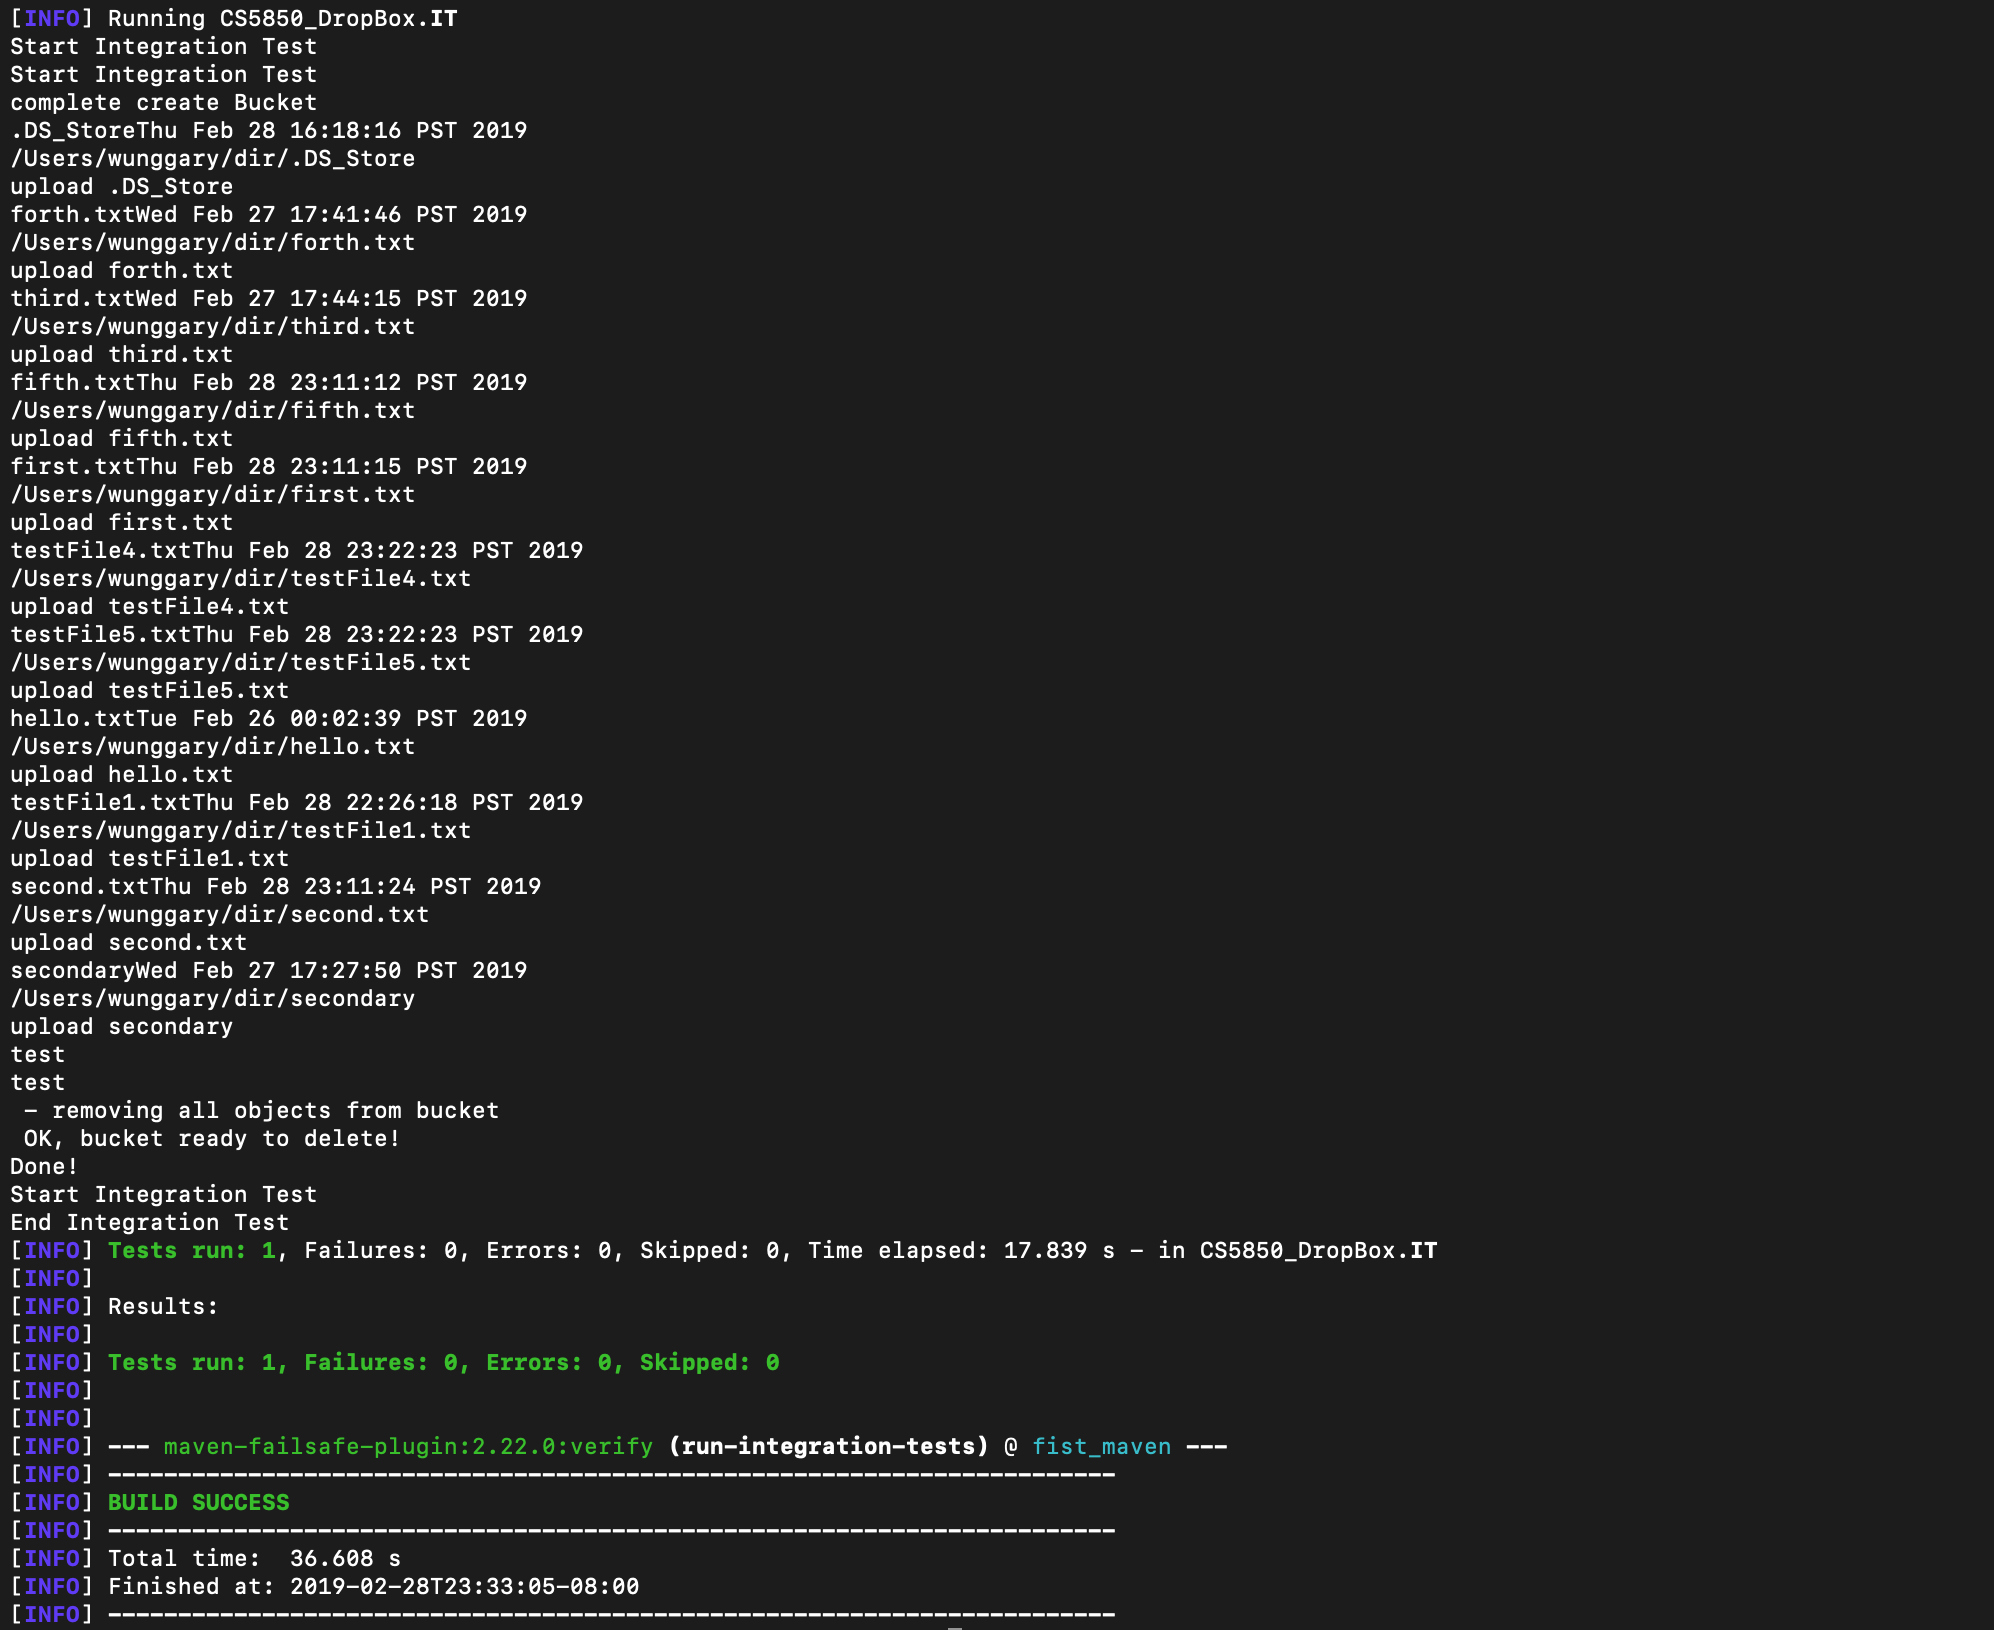 [INFO] Running CS5850_DropBox.IT
Start Integration Test
Start Integration Test
complete create Bucket
.DS_StoreThu Feb 28 16:18:16 PST 2019
/Users/wunggary/dir/.DS_Store
upload .DS_Store
forth.txtWed Feb 27 17:41:46 PST 2019
/Users/wunggary/dir/forth.txt
upload forth.txt
third.txtWed Feb 27 17:44:15 PST 2019
/Users/wunggary/dir/third.txt
upload third.txt
fifth.txtThu Feb 28 23:11:12 PST 2019
/Users/wunggary/dir/fifth.txt
upload fifth.txt
first.txtThu Feb 28 23:11:15 PST 2019
/Users/wunggary/dir/first.txt
upload first.txt
testFile4.txtThu Feb 28 23:22:23 PST 2019
/Users/wunggary/dir/testFile4.txt
upload testFile4.txt
testFile5.txtThu Feb 28 23:22:23 PST 2019
/Users/wunggary/dir/testFile5.txt
upload testFile5.txt
hello.txtTue Feb 26 00:02:39 PST 2019
/Users/wunggary/dir/hello.txt
upload hello.txt
testFile1.txtThu Feb 28 22:26:18 PST 2019
/Users/wunggary/dir/testFile1.txt
upload testFile1.txt
second.txtThu Feb 28 23:11:24 PST 2019
/Users/wunggary/dir/second.txt
upload second.txt
secondaryWed Feb 27 17:27:50 PST 2019
/Users/wunggary/dir/secondary
upload secondary
test
test
 - removing all objects from bucket
 OK, bucket ready to delete!
Done!
Start Integration Test
End Integration Test
[INFO] Tests run: 1, Failures: 0, Errors: 0, Skipped: 0, Time elapsed: 17.839 s - in CS5850_DropBox.IT
[INFO]
[INFO] Results:
[INFO]
[INFO] Tests run: 1, Failures: 0, Errors: 0, Skipped: 0
[INFO]
[INFO]
[INFO] --- maven-failsafe-plugin:2.22.0:verify (run-integration-tests) @ fist_maven ---
[INFO] ------------------------------------------------------------------------
[INFO] BUILD SUCCESS
[INFO] ------------------------------------------------------------------------
[INFO] Total time:  36.608 s
[INFO] Finished at: 2019-02-28T23:33:05-08:00
[INFO] ------------------------------------------------------------------------